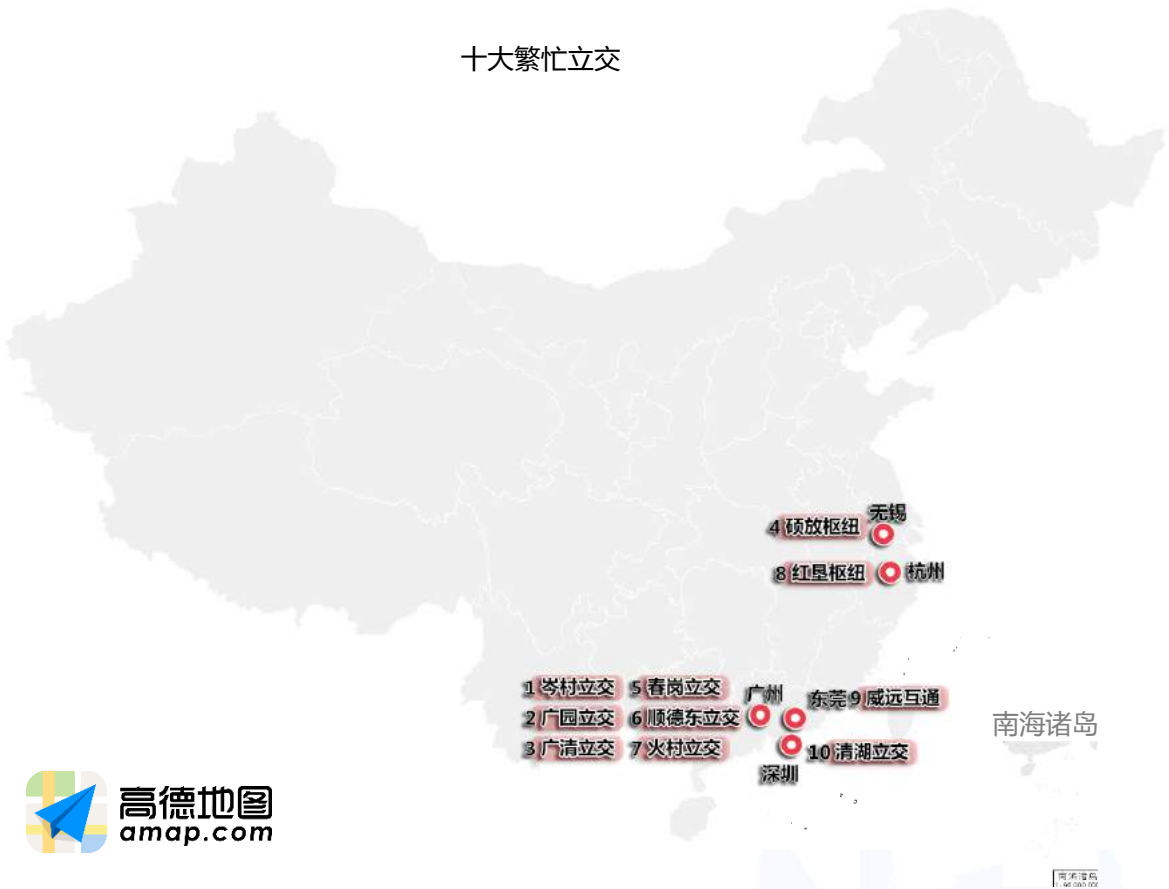 十大繁忙立交
无锡
4 硕放枢纽
8 红垦枢纽 杭州
1 岑村立交 5 春岗立交 广州
东莞 9 威远互通
2 广园立交 6 顺德东立交
南海诸岛
3 广清立交 7 火村立交
10 清湖立交
深圳
高德地图
amap.com
南海诸岛